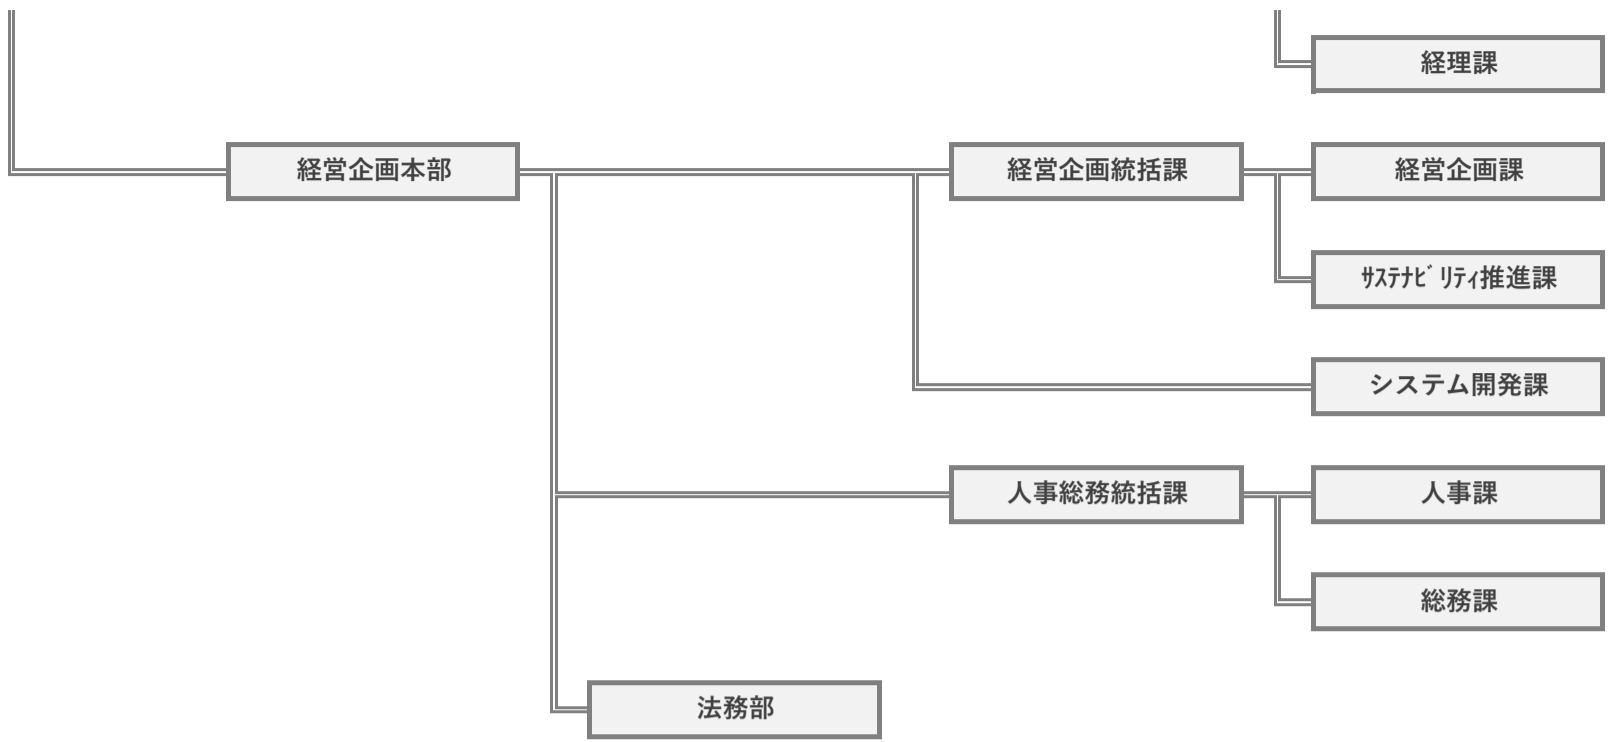 経理課
経営企画本部
経営企画統括課
経営企画課
ｻｽﾃﾅﾋﾞﾘﾃｨ推進課
システム開発課
人事総務統括課
人事課
総務課
法務部